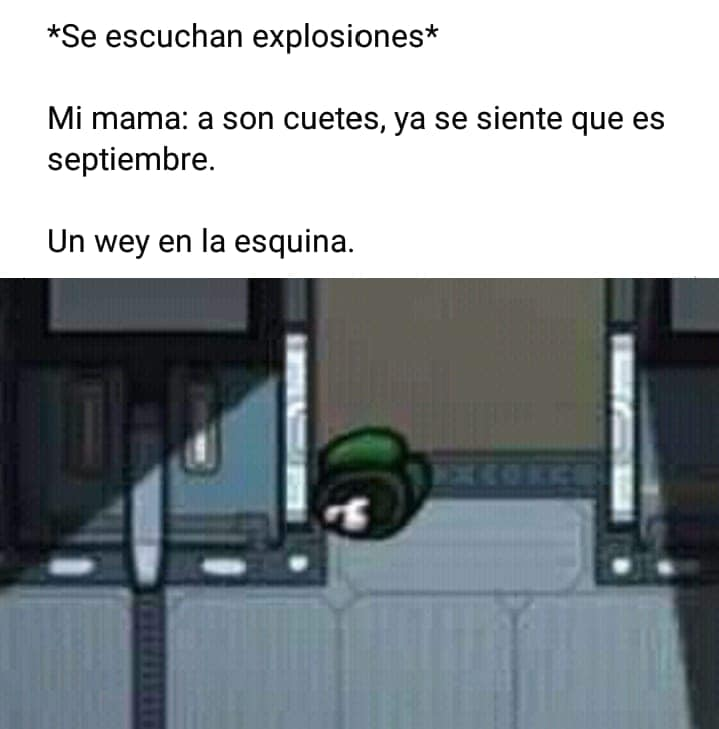 *Se escuchan explosiones*
Mi mama: a son cuetes, ya se siente que es
septiembre.
Un wey en la esquina.